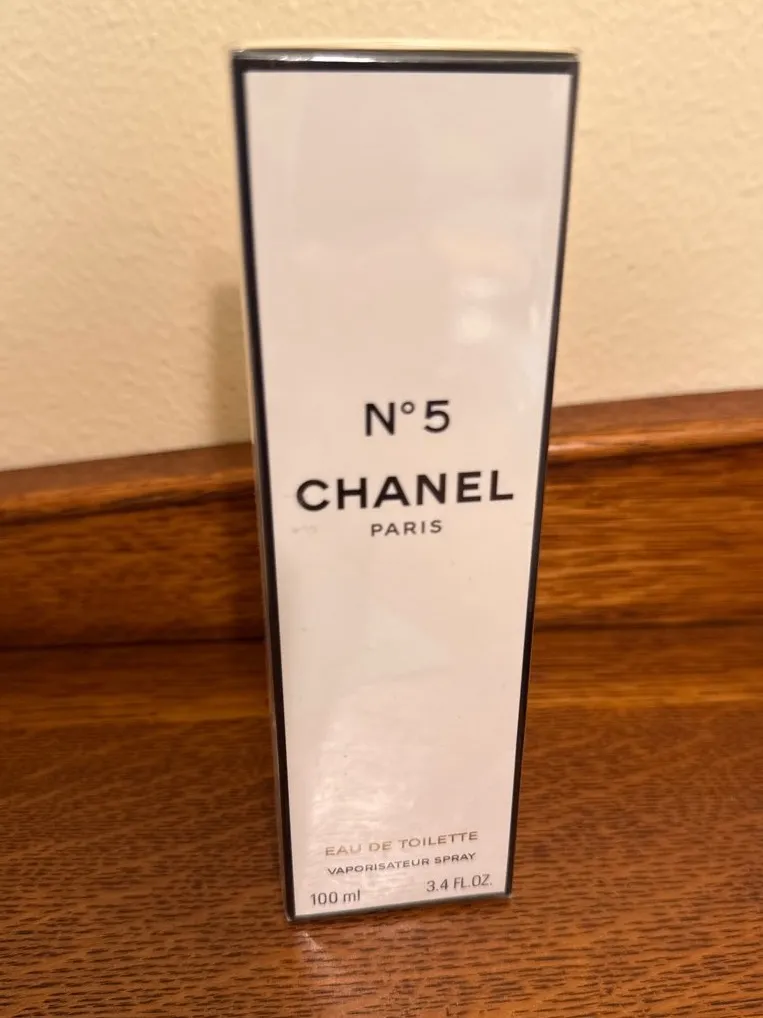 N°5
CHANEL
PARIS
EAU DE TOILETTE
VAPORISATEUR SPRAY
100 ml 3.4 FL.OZ.